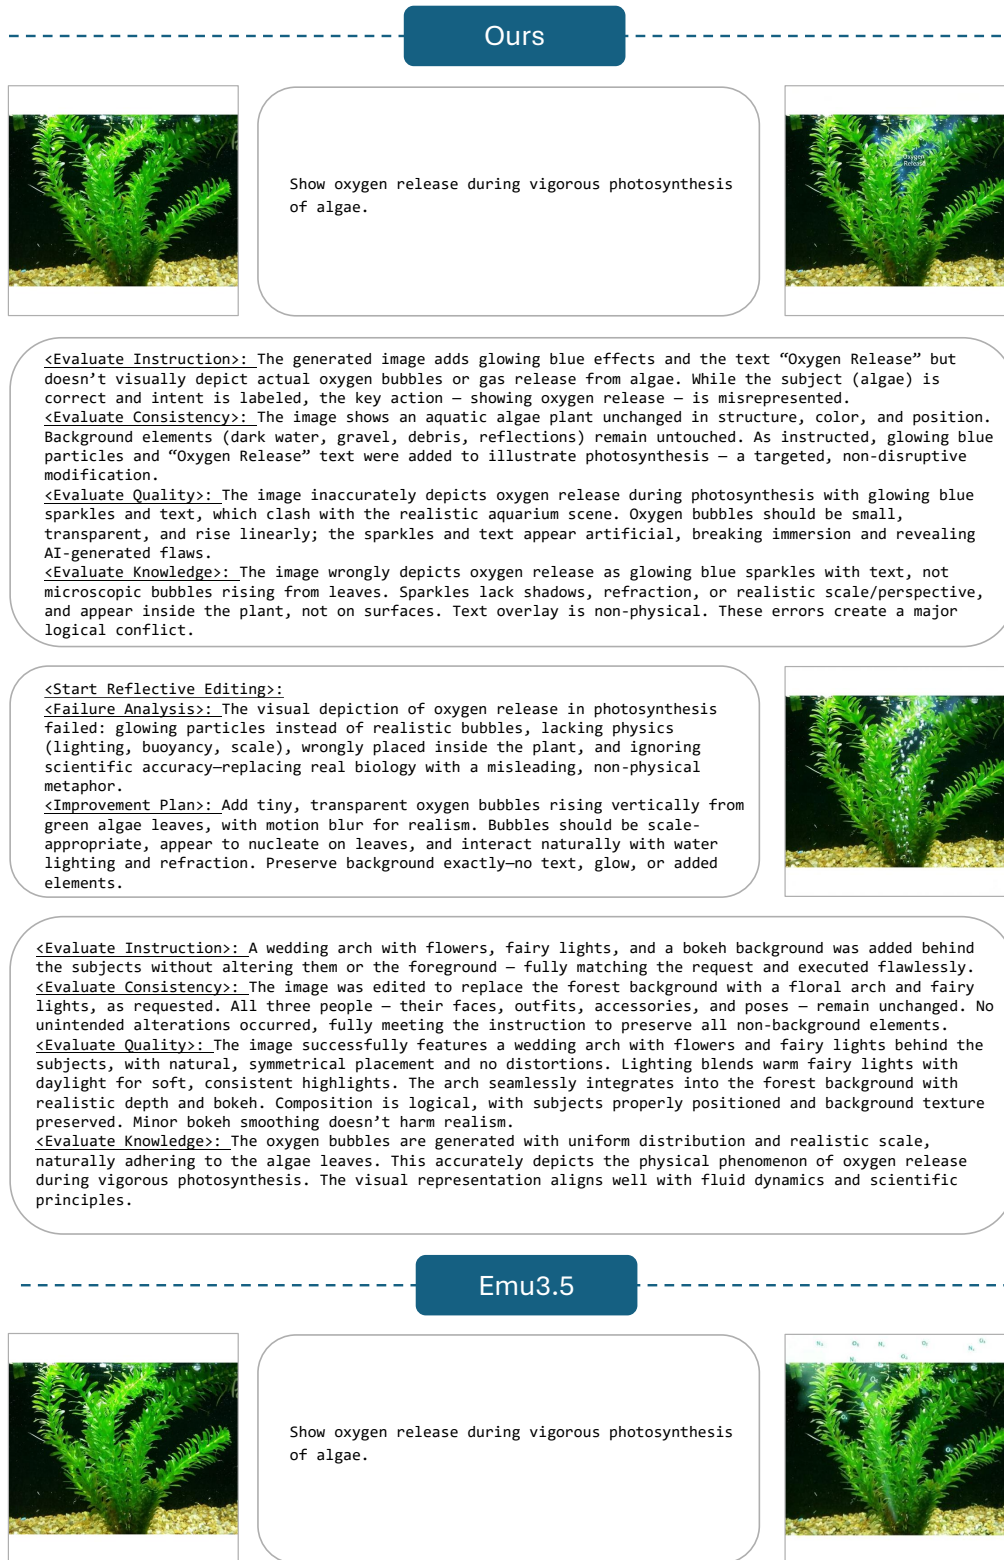 Ours
Show oxygen release during vigorous photosynthesis
of algae.
Oxygen
Release
<Evaluate Instruction>: The generated image adds glowing blue effects and the text “Oxygen Release” but
doesn’t visually depict actual oxygen bubbles or gas release from algae. While the subject (algae) is
correct and intent is labeled, the key action — showing oxygen release — is misrepresented.
<Evaluate Consistency>: The image shows an aquatic algae plant unchanged in structure, color, and position.
Background elements (dark water, gravel, debris, reflections) remain untouched. As instructed, glowing blue
particles and “Oxygen Release” text were added to illustrate photosynthesis — a targeted, non-disruptive
modification.
<Evaluate Quality>: The image inaccurately depicts oxygen release during photosynthesis with glowing blue
sparkles and text, which clash with the realistic aquarium scene. Oxygen bubbles should be small,
transparent, and rise linearly; the sparkles and text appear artificial, breaking immersion and revealing
AI-generated flaws.
<Evaluate Knowledge>: The image wrongly depicts oxygen release as glowing blue sparkles with text, not
microscopic bubbles rising from leaves. Sparkles lack shadows, refraction, or realistic scale/perspective,
and appear inside the plant, not on surfaces. Text overlay is non-physical. These errors create a major
logical conflict.
<Start Reflective Editing>:
<Failure Analysis>: The visual depiction of oxygen release in photosynthesis
failed: glowing particles instead of realistic bubbles, lacking physics
(lighting, buoyancy, scale), wrongly placed inside the plant, and ignoring
scientific accuracy—replacing real biology with a misleading, non-physical
metaphor.
<Improvement Plan>: Add tiny, transparent oxygen bubbles rising vertically from
green algae leaves, with motion blur for realism. Bubbles should be scale-
appropriate, appear to nucleate on leaves, and interact naturally with water
lighting and refraction. Preserve background exactly—no text, glow, or added
elements.
<Evaluate Instruction>: A wedding arch with flowers, fairy lights, and a bokeh background was added behind
the subjects without altering them or the foreground — fully matching the request and executed flawlessly.
<Evaluate Consistency>: The image was edited to replace the forest background with a floral arch and fairy
lights, as requested. All three people — their faces, outfits, accessories, and poses — remain unchanged. No
unintended alterations occurred, fully meeting the instruction to preserve all non-background elements.
<Evaluate Quality>: The image successfully features a wedding arch with flowers and fairy lights behind the
subjects, with natural, symmetrical placement and no distortions. Lighting blends warm fairy lights with
daylight for soft, consistent highlights. The arch seamlessly integrates into the forest background with
realistic depth and bokeh. Composition is logical, with subjects properly positioned and background texture
preserved. Minor bokeh smoothing doesn’t harm realism.
<Evaluate Knowledge>: The oxygen bubbles are generated with uniform distribution and realistic scale,
naturally adhering to the algae leaves. This accurately depicts the physical phenomenon of oxygen release
during vigorous photosynthesis. The visual representation aligns well with fluid dynamics and scientific
principles.
Emu3.5
Show oxygen release during vigorous photosynthesis
of algae.